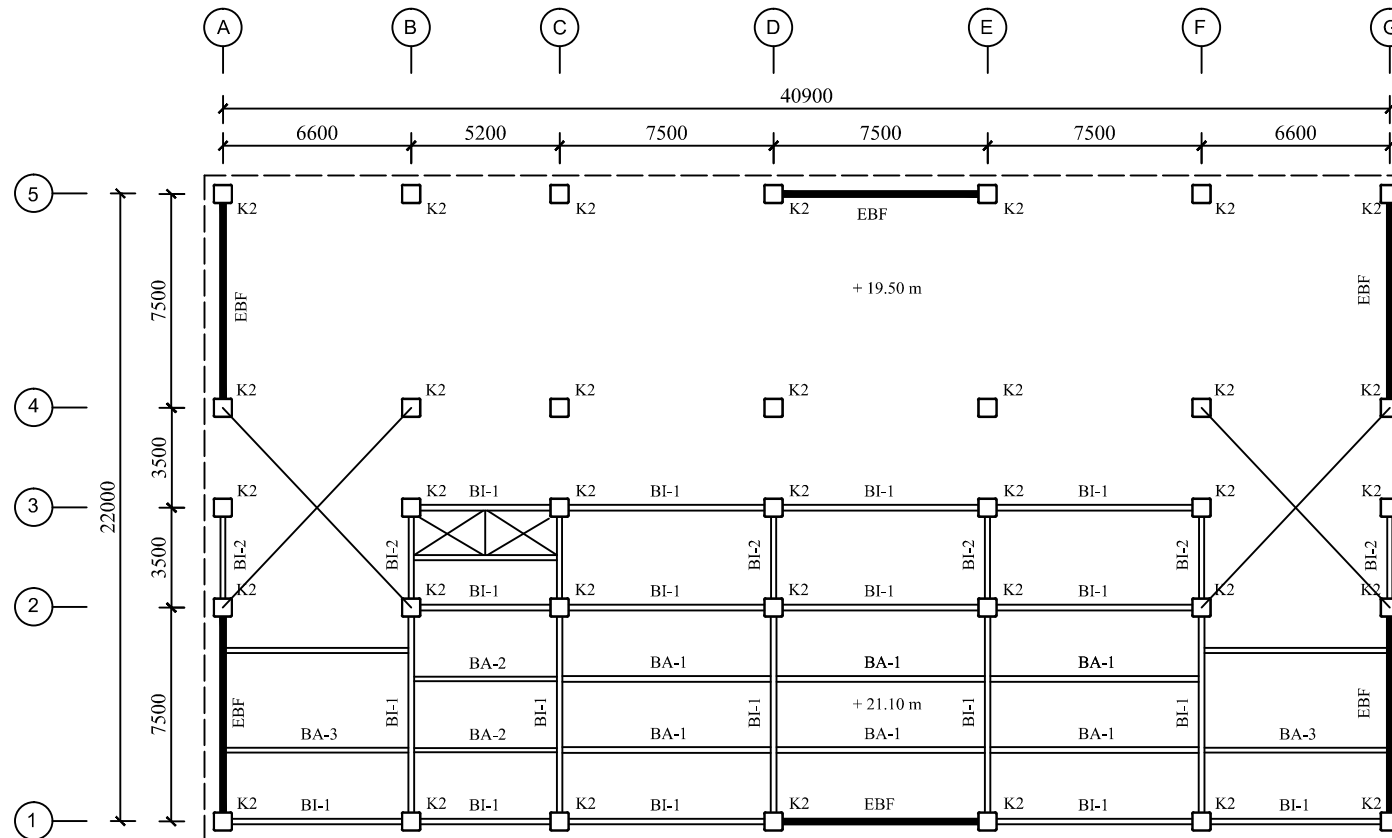 A B C D E F G
40900
6600 5200 7500 7500 7500 6600
5
K2 K2 K2 K2 K2 K2 K2
EBF
22000
7500
EBF
+ 19.50 m
EBF
4
K2 K2 K2 K2 K2 K2 K2
3500
3
K2 K2 BI-1 K2 BI-1 K2 BI-1 K2 BI-1 K2 K2
3500
BI-2 BI-2 BI-2 BI-2 BI-2 BI-2
2
K2 K2 BI-1 K2 BI-1 K2 BI-1 K2 BI-1 K2 K2
BA-2 BA-1 BA-1 BA-1
7500
EBF BI-1 BI-1 BI-1 + 21.10 m BI-1 BI-1 EBF
BA-3 BA-2 BA-1 BA-1 BA-1 BA-3
1
K2 BI-1 K2 BI-1 K2 BI-1 K2 EBF K2 BI-1 K2 BI-1 K2